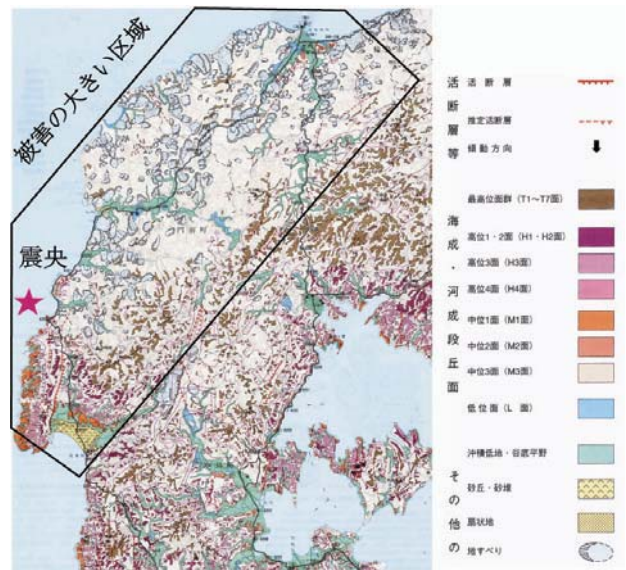 被害の大きい区域
震央
門前町
活断層等
活断層
推定活断層
傾動方向
海成・河成段丘面
最高位面群（T1～T7面）
高位1・2面（H1・H2面）
高位3面（H3面）
高位4面（H4面）
中位1面（M1面）
中位2面（M2面）
中位3面（M3面）
低位面（L 面）
その他の
沖積低地・谷底平野
砂丘・砂堆
扇状地
地すべり